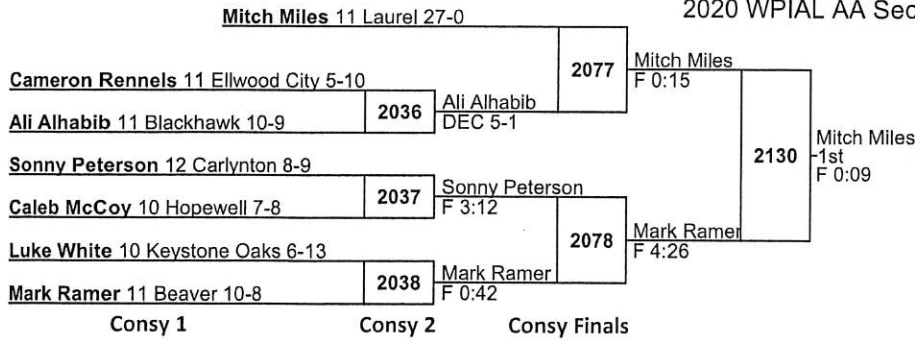 2020 WPIAL AA Sec
Mitch Miles 11 Laurel 27-0
2077
Mitch Miles
F 0:15
Cameron Rennels 11 Ellwood City 5-10
2036
Ali Alhabib
DEC 5-1
Ali Alhabib 11 Blackhawk 10-9
2130
Mitch Miles
1st
F 0:09
Sonny Peterson 12 Carlynton 8-9
2037
Sonny Peterson
F 3:12
Caleb McCoy 10 Hopewell 7-8
2078
Mark Ramer
F 4:26
Luke White 10 Keystone Oaks 6-13
2038
Mark Ramer
F 0:42
Mark Ramer 11 Beaver 10-8
Consy 1
Consy 2
Consy Finals